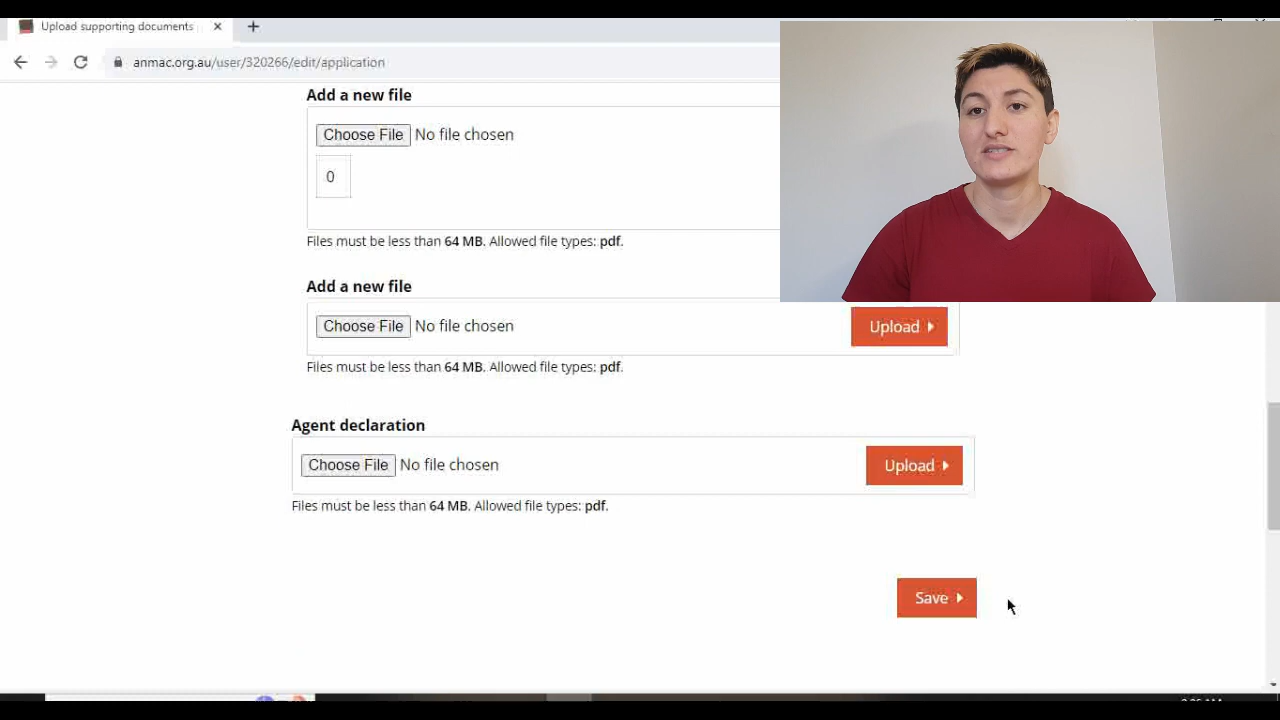 Upload supporting documents
anmac.org.au/user/320266/edit/application
Add a new file
Choose File No file chosen
0
Files must be less than 64 MB. Allowed file types: pdf.
Add a new file
Choose File No file chosen
Upload
Files must be less than 64 MB. Allowed file types: pdf.
Agent declaration
Choose File No file chosen
Upload
Files must be less than 64 MB. Allowed file types: pdf.
Save